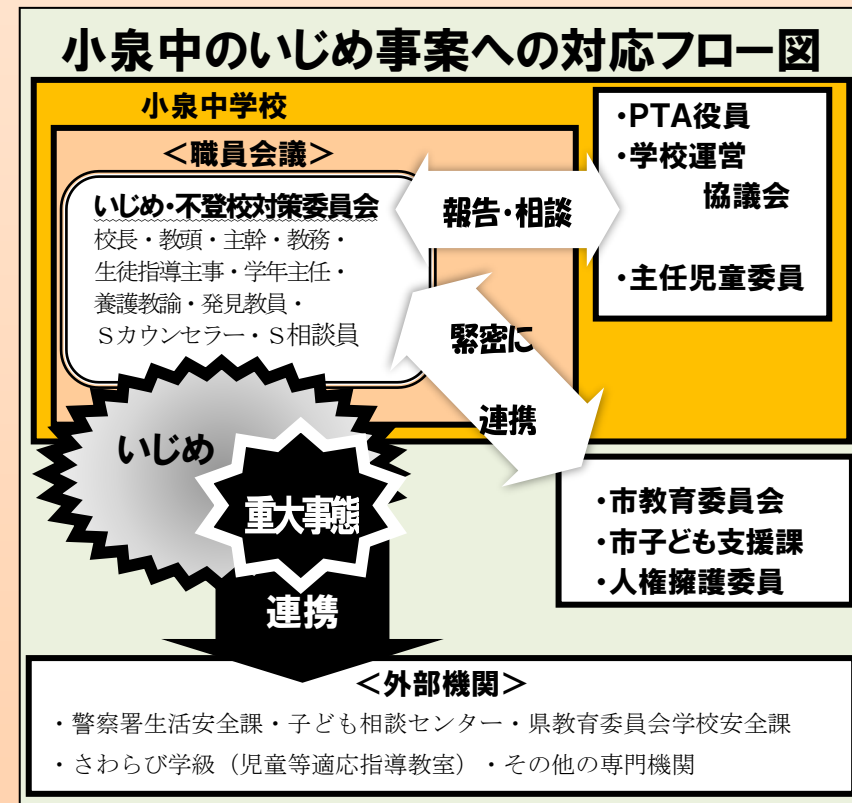 小泉中のいじめ事案への対応フロー図
小泉中学校
＜職員会議＞
いじめ・不登校対策委員会
校長・教頭・主幹・教務・
生徒指導主事・学年主任・
養護教諭・発見教員・
Ｓカウンセラー・Ｓ相談員
報告・相談
・PTA役員
・学校運営
協議会
・主任児童委員
緊密に
連携
いじめ
重大事態
連携
・市教育委員会
・市子ども支援課
・人権擁護委員
＜外部機関＞
・警察署生活安全課・子ども相談センター・県教育委員会学校安全課
・さわらび学級（児童等適応指導教室）・その他の専門機関